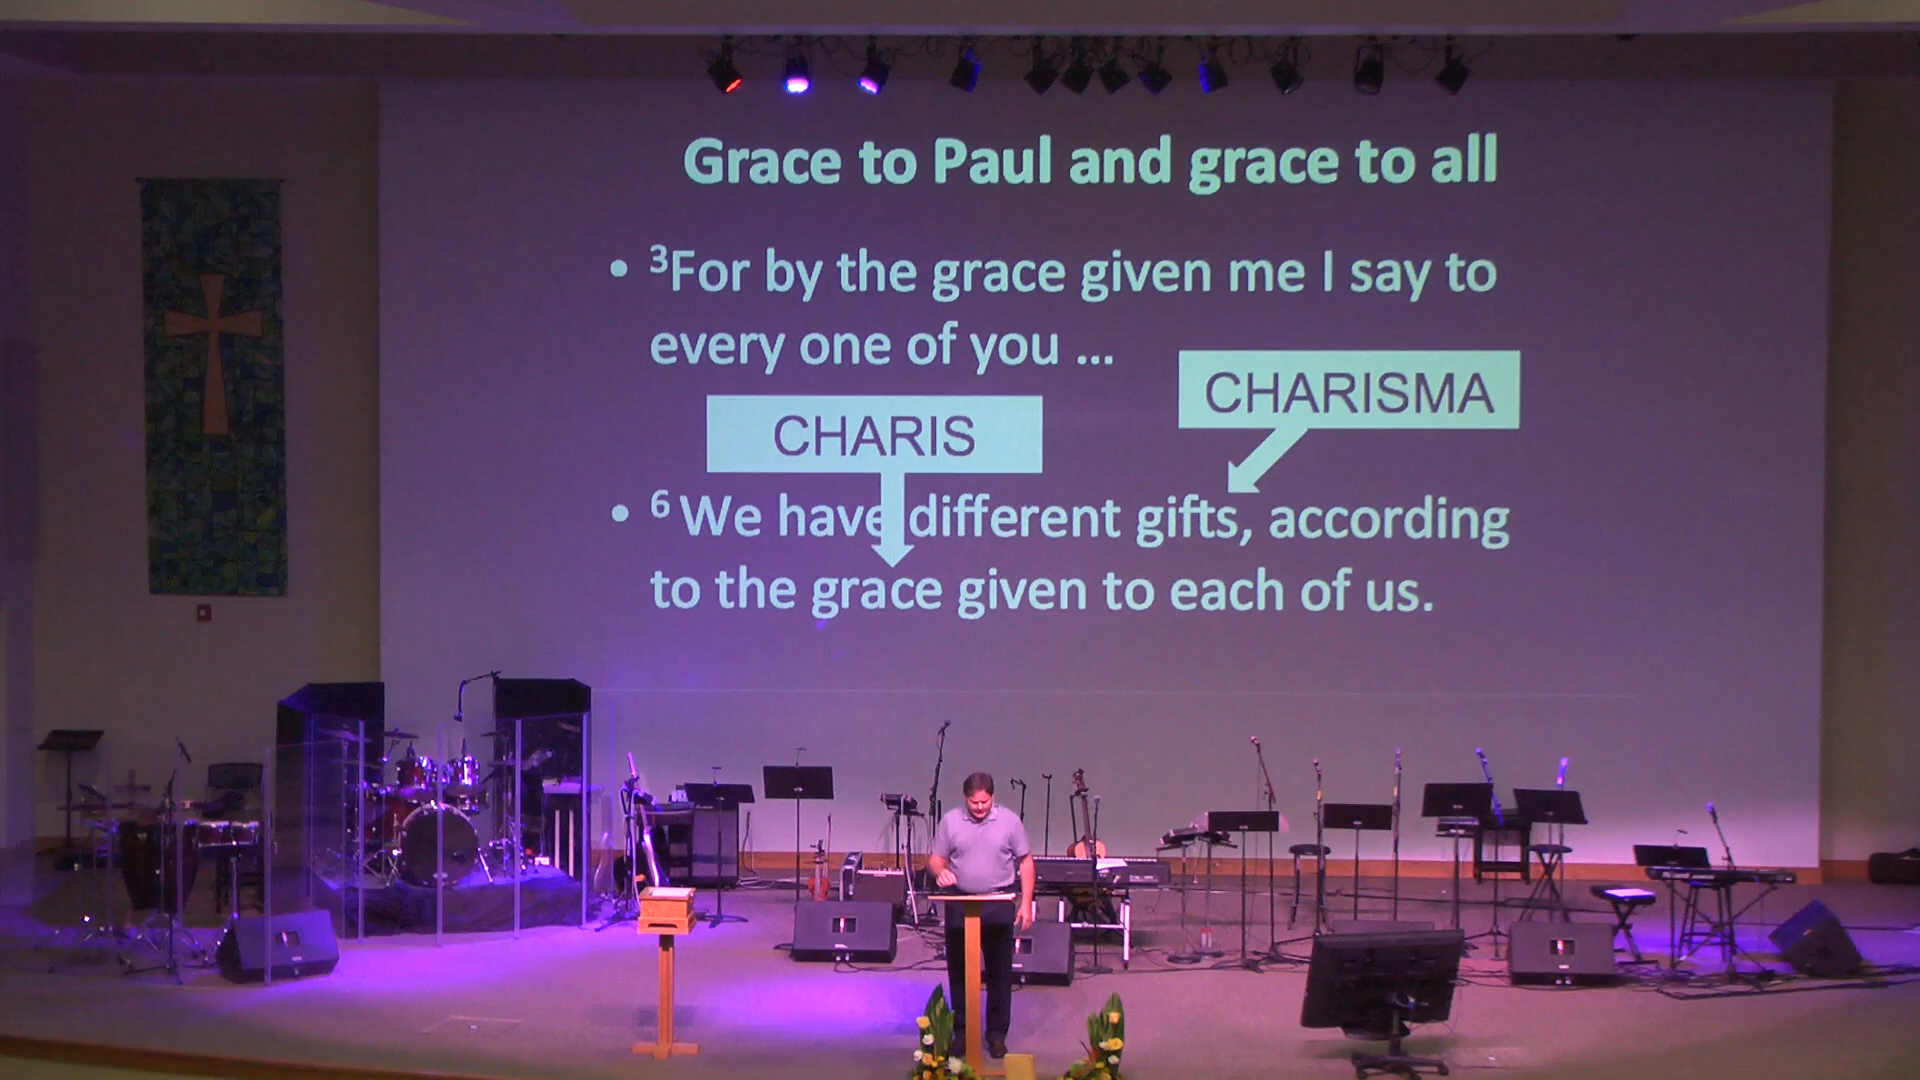 Grace to Paul and grace to all
• ³For by the grace given me I say to
every one of you ...
CHARISMA
CHARIS
• ⁶ We have different gifts, according
to the grace given to each of us.